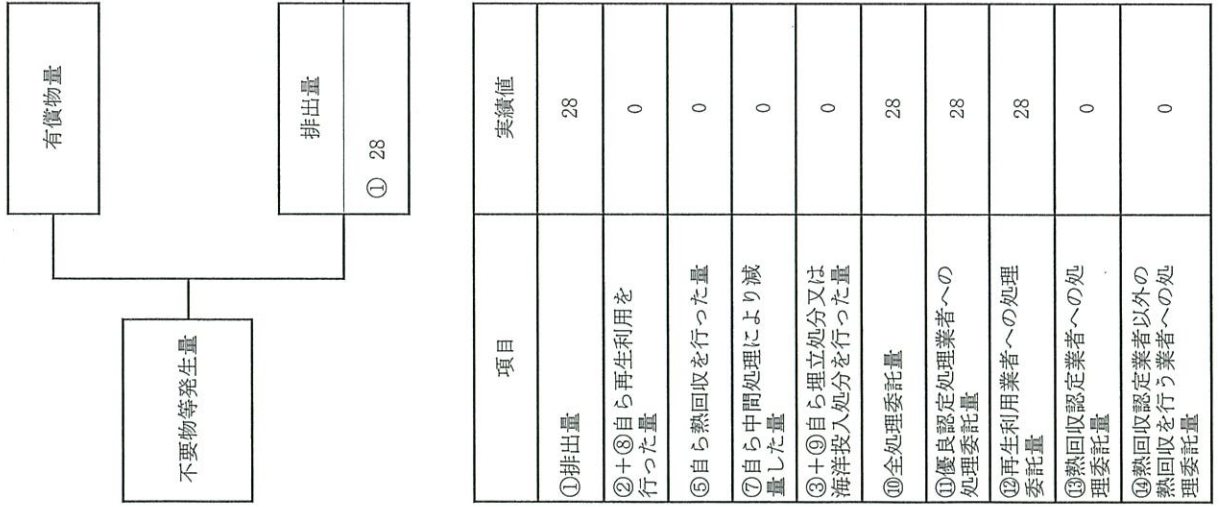 不要物等発生量
有償物量
排出量
① 28
項目
実績値
①排出量
28
②＋⑧自ら再生利用を
行った量
0
⑤自ら熱回収を行った量
0
⑦自ら中間処理により減
量した量
0
③＋⑨自ら埋立処分又は
海洋投入処分を行った量
0
⑩全処理委託量
28
⑪優良認定処理業者への
処理委託量
28
⑫再生利用業者への処理
委託量
28
⑬熱回収認定業者への処
理委託量
0
⑭熱回収認定業者以外の
熱回収を行う業者への処
理委託量
0